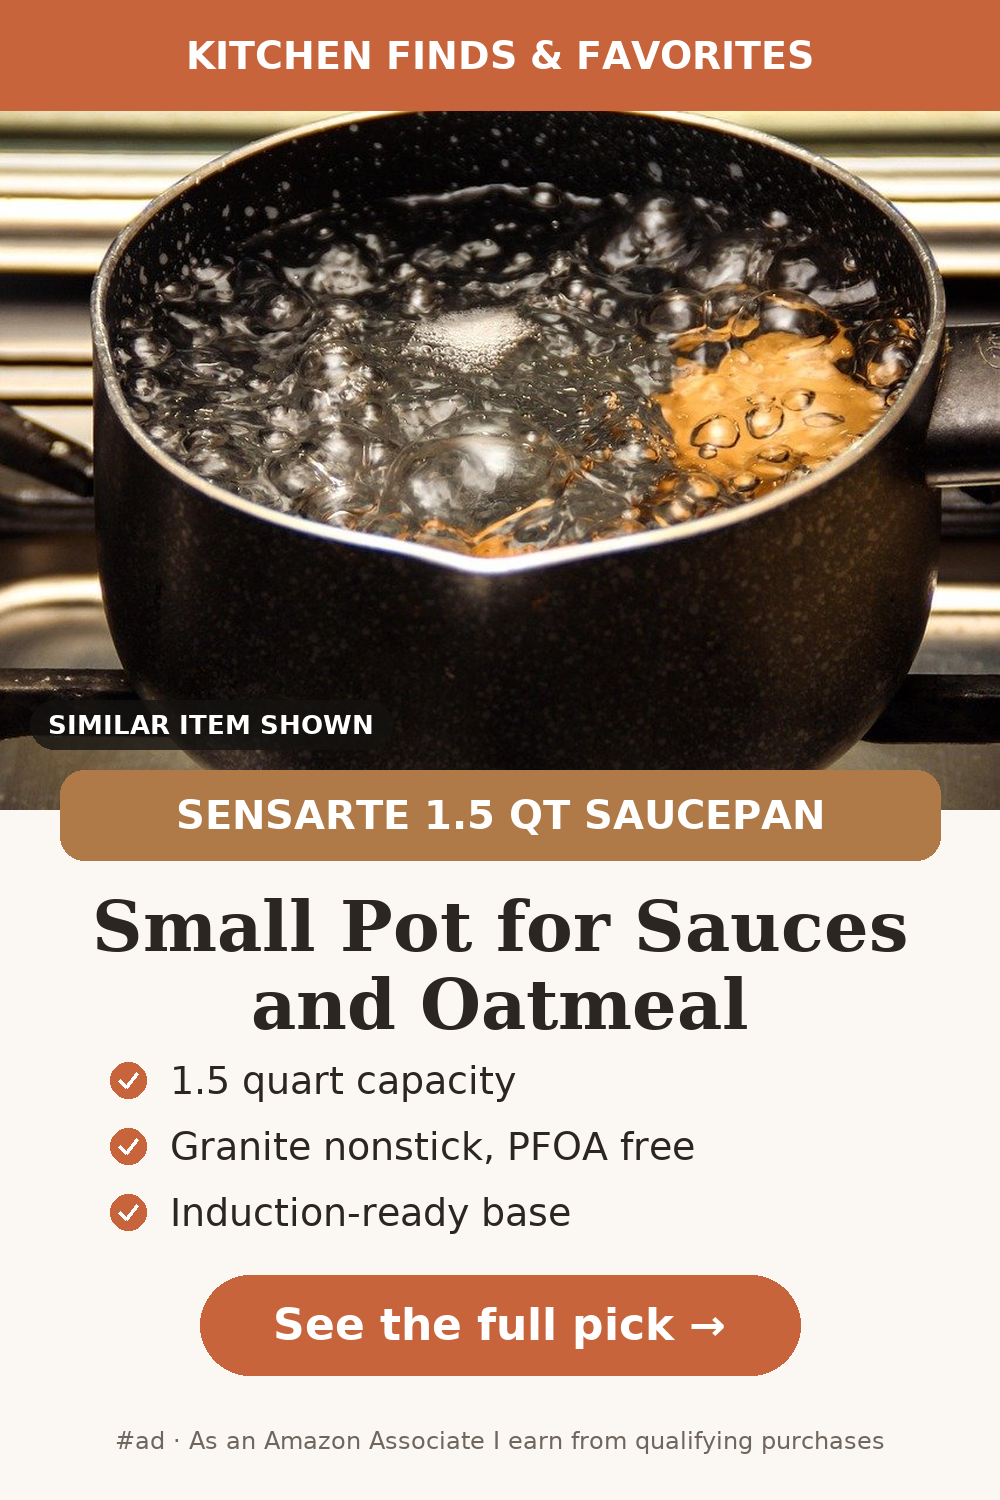 KITCHEN FINDS & FAVORITES
SIMILAR ITEM SHOWN
SENSARTE 1.5 QT SAUCEPAN
Small Pot for Sauces
and Oatmeal
1.5 quart capacity
Granite nonstick, PFOA free
Induction-ready base
See the full pick →
#ad · As an Amazon Associate I earn from qualifying purchases